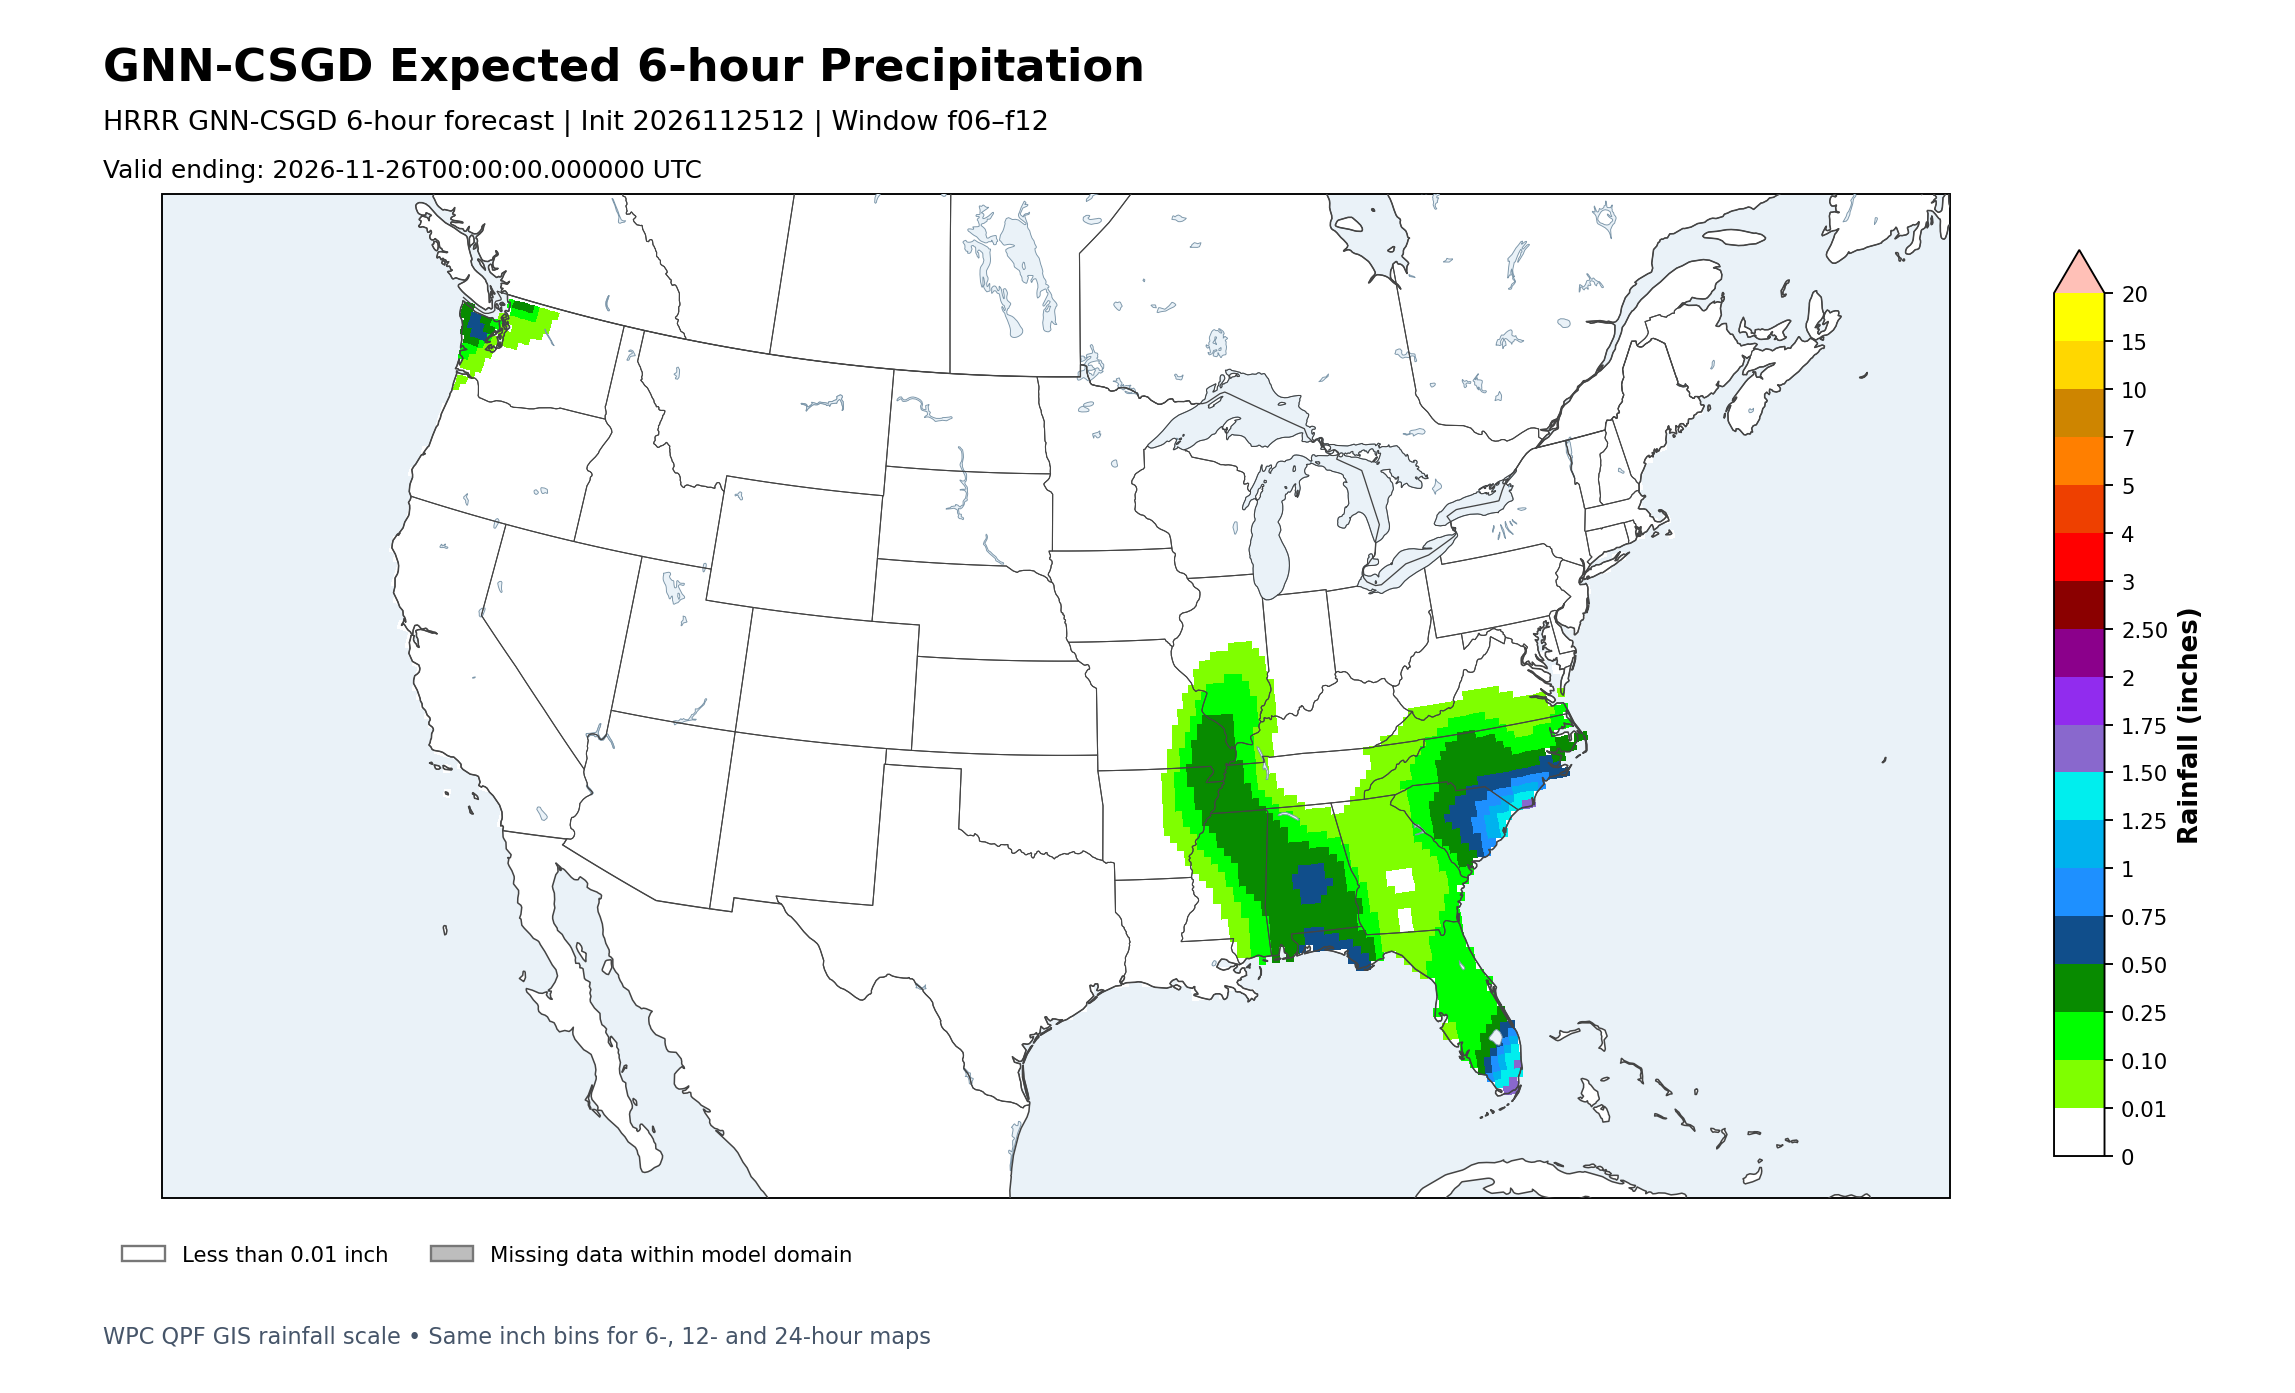 GNN-CSGD Expected 6-hour Precipitation
HRRR GNN-CSGD 6-hour forecast | Init 2026112512 | Window f06–f12
Valid ending: 2026-11-26T00:00:00.000000 UTC
20
15
10
7
5
4
3
2.50
2
1.75
1.50
1.25
1
0.75
0.50
0.25
0.10
0.01
0
Rainfall (inches)
Less than 0.01 inch
Missing data within model domain
WPC QPF GIS rainfall scale • Same inch bins for 6-, 12- and 24-hour maps